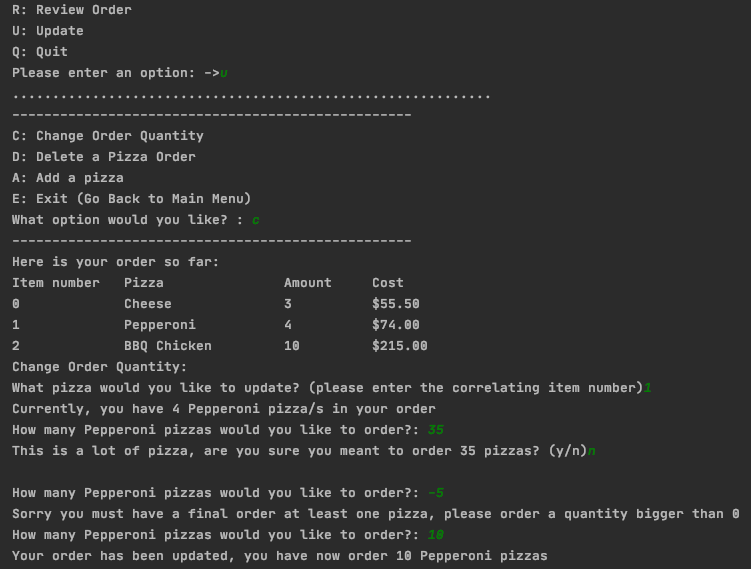 R: Review Order
U: Update
Q: Quit
Please enter an option: ->u
............................................................
--------------------------------------------------
C: Change Order Quantity
D: Delete a Pizza Order
A: Add a pizza
E: Exit (Go Back to Main Menu)
What option would you like? : c
--------------------------------------------------
Here is your order so far:
Item number   Pizza               Amount     Cost
0             Cheese              3          $55.50
1             Pepperoni           4          $74.00
2             BBQ Chicken         10         $215.00
Change Order Quantity:
What pizza would you like to update? (please enter the correlating item number)1
Currently, you have 4 Pepperoni pizza/s in your order
How many Pepperoni pizzas would you like to order?: 35
This is a lot of pizza, are you sure you meant to order 35 pizzas? (y/n)n
How many Pepperoni pizzas would you like to order?: -5
Sorry you must have a final order at least one pizza, please order a quantity bigger than 0
How many Pepperoni pizzas would you like to order?: 10
Your order has been updated, you have now order 10 Pepperoni pizzas